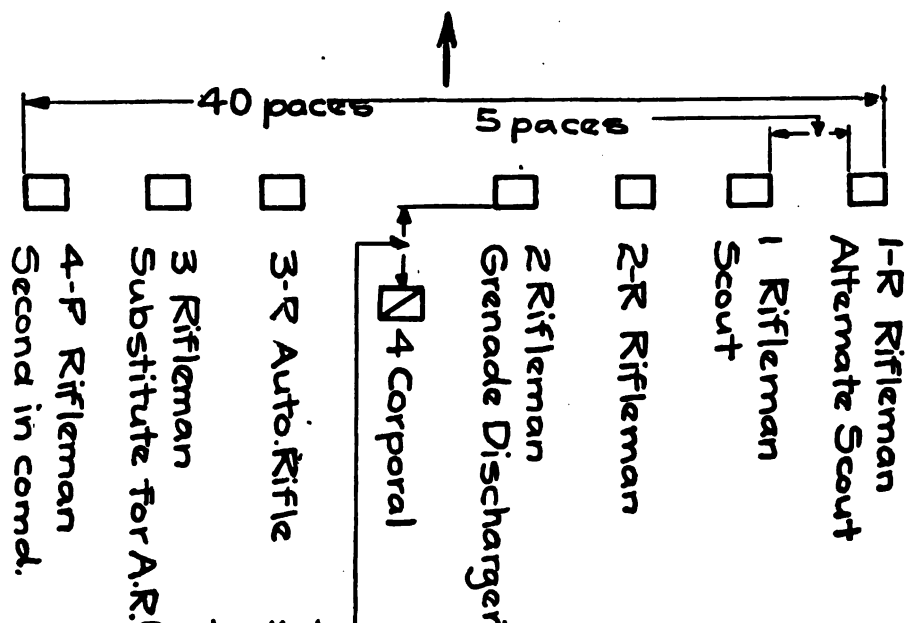 40 paces
5 paces
4-P Rifleman
Second in comd.
3 Rifleman
Substitute for A.R.
3-R Auto.Rifle
4 Corporal
2 Rifleman
Grenade Discharger
2-R Rifleman
1 Rifleman
Scout
1-R Rifleman
Alternate Scout